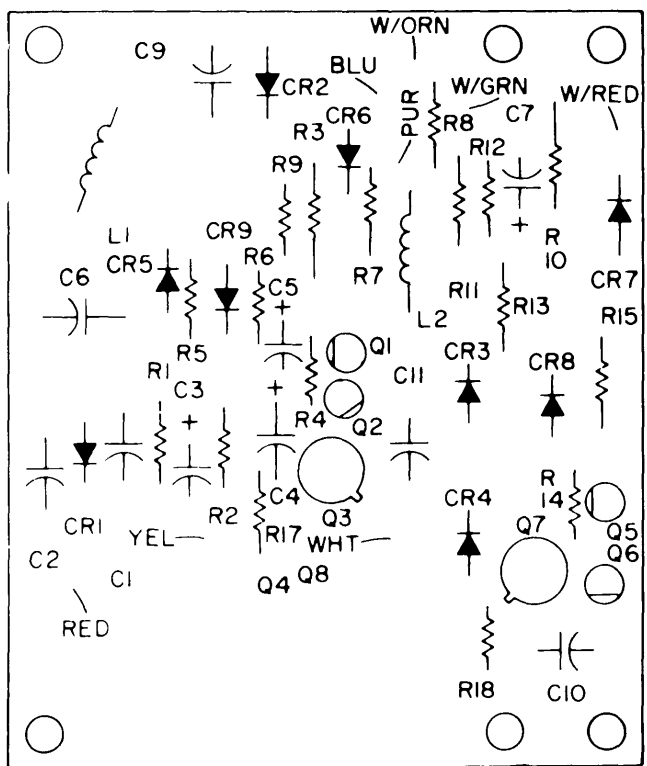 W/ORN
C9
BLU
CR2
W/GRN
W/RED
C7
CR6
PUR
R8
R3
R12
R9
L1
CR9
R
10
CR5
R6
C6
C5
R7
CR7
R11
R13
L2
R15
R5
Q1
CR3
CR8
R1
C3
C11
R4
Q2
C4
CR4
R
14
R2
Q3
Q7
Q5
CR1
YEL
R17
WHT
Q6
C2
C1
Q4
Q8
RED
R18
C10
+
+
+
+